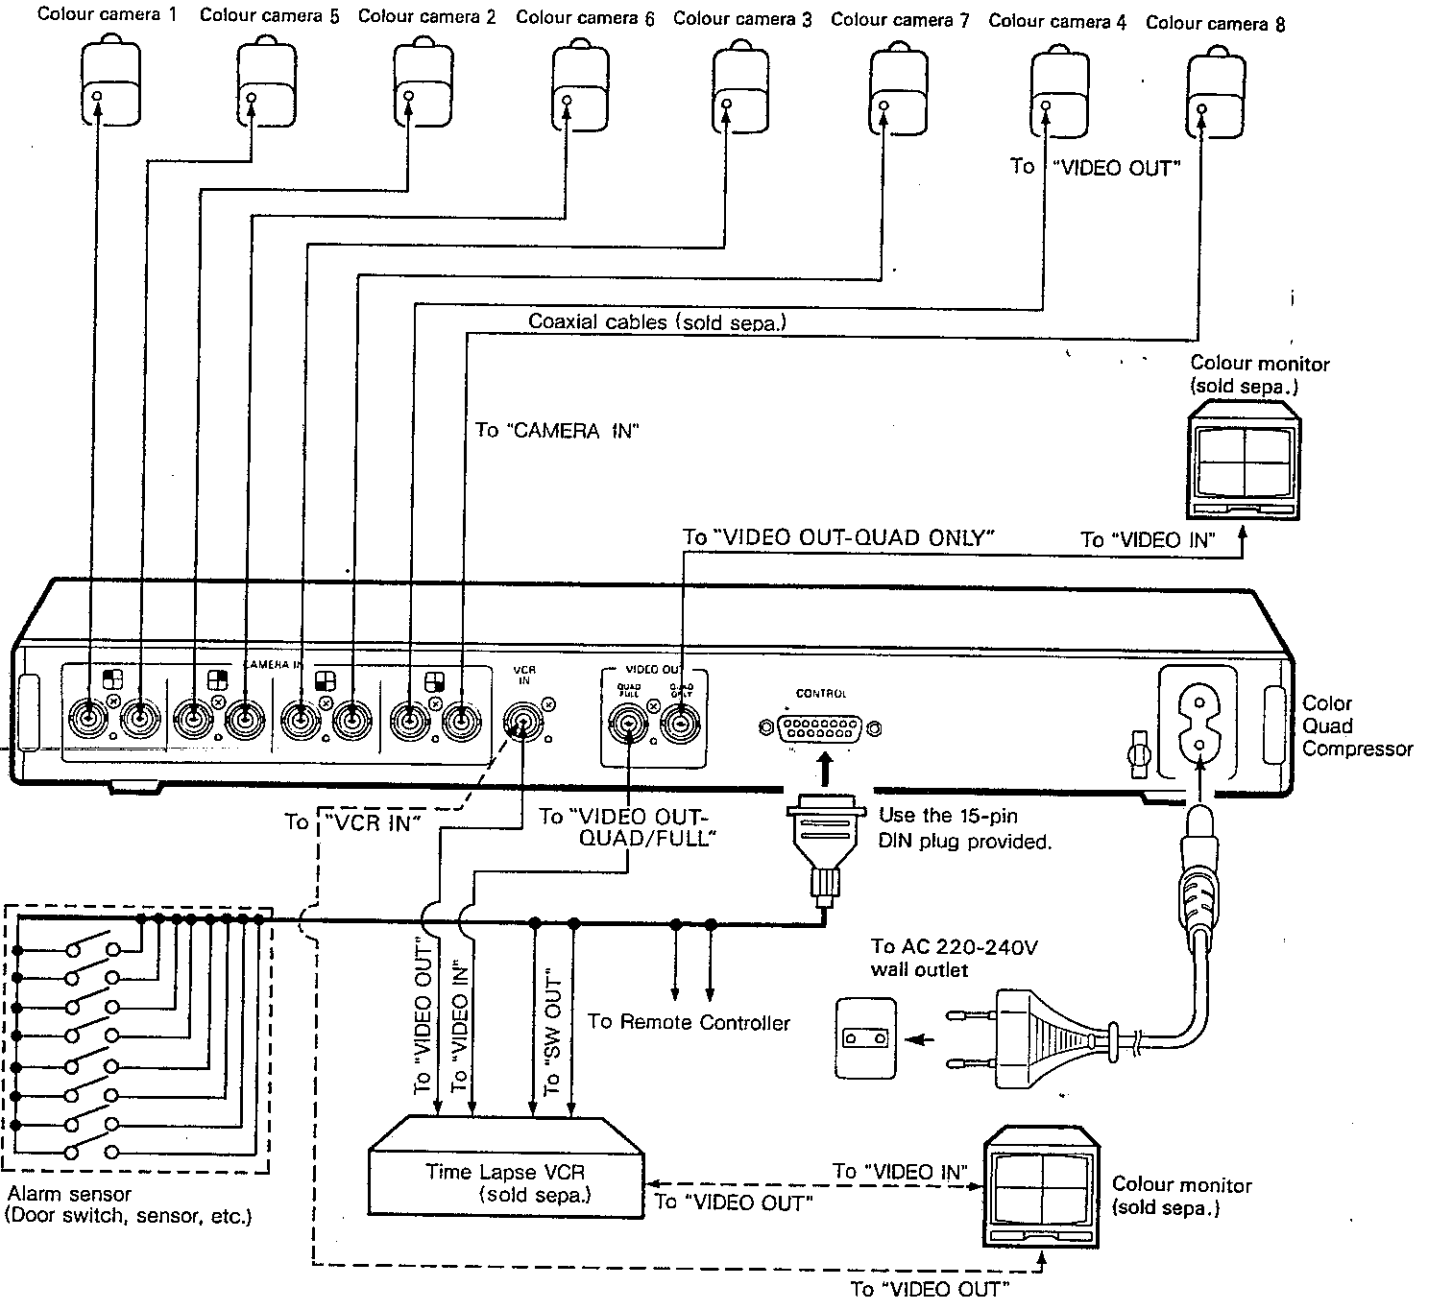 Colour camera 1
Colour camera 5
Colour camera 2
Colour camera 6
Colour camera 3
Colour camera 7
Colour camera 4
Colour camera 8
To "VIDEO OUT"
Coaxial cables (sold sepa.)
Colour monitor
(sold sepa.)
To "CAMERA IN"
To "VIDEO OUT-QUAD ONLY"
To "VIDEO IN"
CAMERA IN
VCR
IN
VIDEO OUT
QUAD
FULL
QUAD
ONLY
CONTROL
Color
Quad
Compressor
To "VCR IN"
To "VIDEO OUT-
QUAD/FULL"
Use the 15-pin
DIN plug provided.
To "VIDEO OUT"
To "VIDEO IN"
To "SW OUT"
To Remote Controller
To AC 220-240V
wall outlet
Time Lapse VCR
(sold sepa.)
To "VIDEO IN"
To "VIDEO OUT"
Colour monitor
(sold sepa.)
Alarm sensor
(Door switch, sensor, etc.)
To "VIDEO OUT"